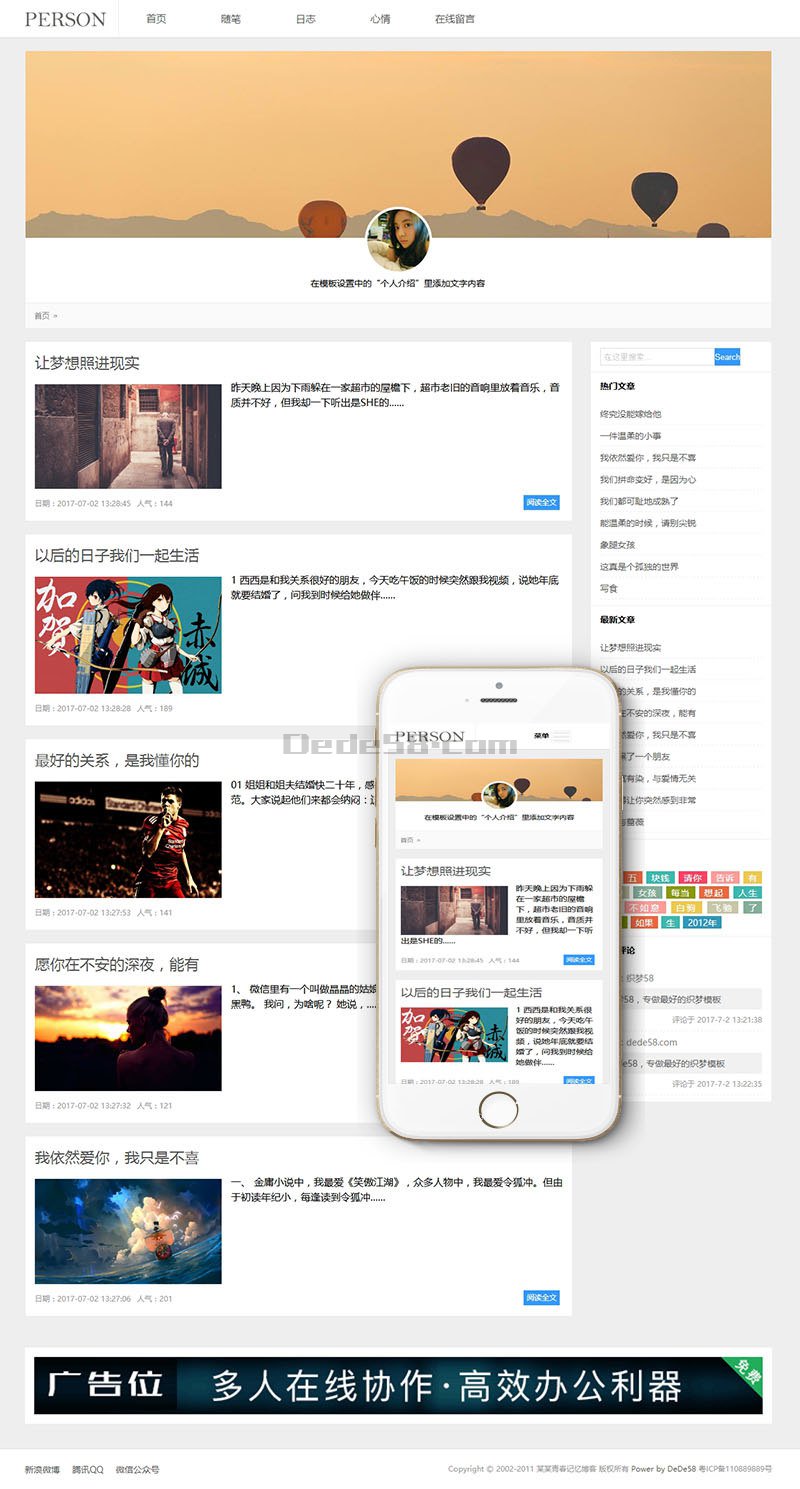 PERSON 首页 随笔 日志 心情 在线留言
在模板设置中的“个人介绍”里添加文字内容
首页 »
让梦想照进现实
昨天晚上因为下雨躲在一家超市的屋檐下，超市老旧的音响里放着音乐，音
质并不好，但我却一下听出是SHE的......
日期：2017-07-02 13:28:45 人气：144
阅读全文
以后的日子我们一起生活
加贺
赤城
1 西西是和我关系很好的朋友，今天吃午饭的时候突然跟我视频，说她年底
就要结婚了，问我到时候给她做伴......
日期：2017-07-02 13:28:28 人气：189
最好的关系，是我懂你的
Standard Chartered
01 姐姐和姐夫结婚快二十年，感
范。大家说起他们来都会纳闷：
日期：2017-07-02 13:27:53 人气：141
愿你在不安的深夜，能有
1、 微信里有一个叫做晶晶的姑娘
黑鸭。 我问，为啥呢？ 她说，....
日期：2017-07-02 13:27:32 人气：121
我依然爱你，我只是不喜
一、 金庸小说中，我最爱《笑傲江湖》，众多人物中，我最爱令狐冲。但由
于初读年纪小，每逢读到令狐冲......
日期：2017-07-02 13:27:06 人气：201
阅读全文
在这里搜索...
Search
热门文章
终究没能嫁给他
一件温柔的小事
我依然爱你，我只是不喜
我们拼命变好，是因为心
我们都可耻地成熟了
能温柔的时候，请别尖锐
象腿女孩
这真是个孤独的世界
写食
最新文章
让梦想照进现实
以后的日子我们一起生活
的关系，是我懂你的
在不安的深夜，能有
然爱你，我只是不喜
来了一个朋友
有染，与爱情无关
让你突然感到非常
蔷薇
五 块钱 请你 告诉 有
女孩 每当 想起 人生
不如意 白驹 飞驰 了
如果 生 2012年
评论
：织梦58
58，专做最好的织梦模板
评论于 2017-7-2 13:21:38
：dede58.com
de58，专做最好的织梦模板
评论于 2017-7-2 13:22:35
Dede58.com
PERSON 菜单
在模板设置中的“个人介绍”里添加文字内容
首页 »
让梦想照进现实
昨天晚上因为下雨躲
在一家超市的屋檐
下，超市老旧的音响
里放着音乐，音质并
不好，但我却一下听
出是SHE的......
日期：2017-07-02 13:28:45 人气：144
阅读全文
以后的日子我们一起生活
加贺
赤城
1 西西是和我关系很
好的朋友，今天吃午
饭的时候突然跟我视
频，说她年底就要结
婚了，问我到时候给
她做伴......
日期：2017-07-02 13:28:28 人气：189
阅读全文
广告位 多人在线协作·高效办公利器 免费
新浪微博 腾讯QQ 微信公众号
Copyright © 2002-2011 某某青春记忆博客 版权所有 Power by DeDe58 粤ICP备110889889号